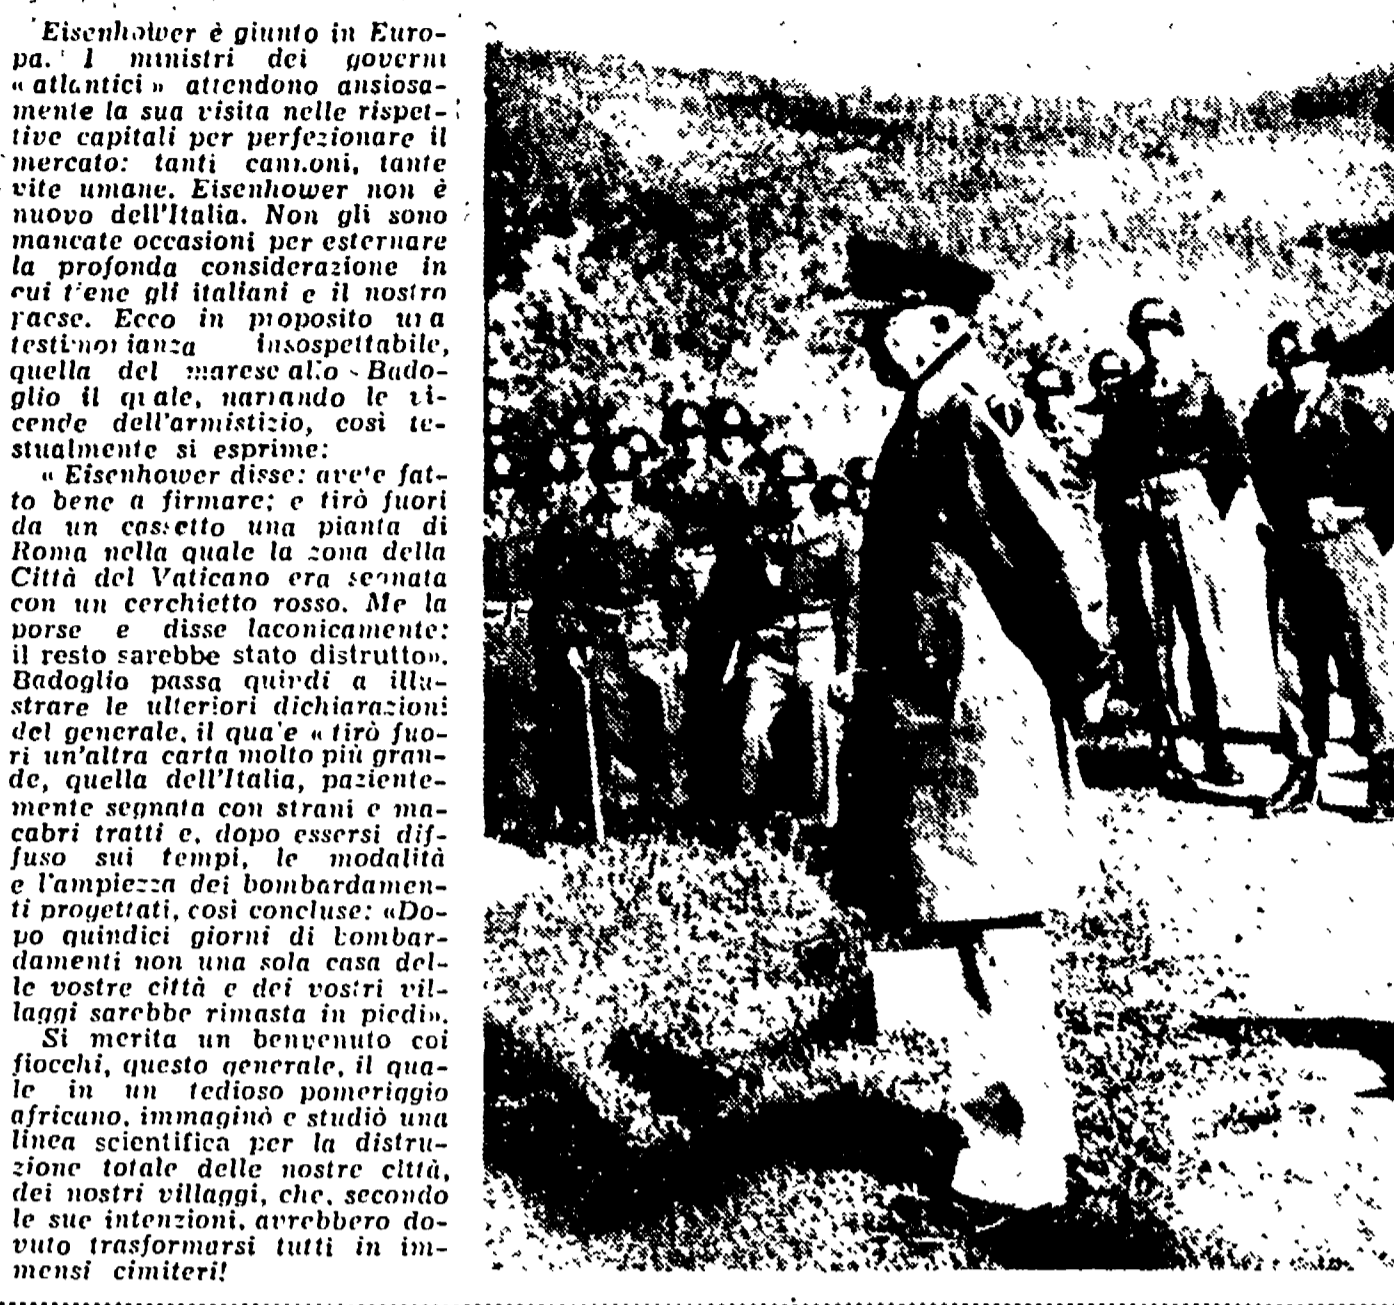 Eisenhower è giunto in Euro-
pa. I ministri dei governi
«atlantici» attendono ansiosa-
mente la sua visita nelle rispet-
tive capitali per perfezionare il
mercato: tanti cannoni, tante
vite umane. Eisenhower non è
nuovo dell'Italia. Non gli sono
mancate occasioni per esternare
la profonda considerazione in
cui tiene gli italiani e il nostro
paese. Ecco in proposito una
testimonianza insospettabile,
quella del maresciallo Bado-
glio il quale, narrando le vi-
cende dell'armistizio, così te-
stualmente si esprime:
« Eisenhower disse: avete fat-
to bene a firmare; e tirò fuori
da un cassetto una pianta di
Roma nella quale la zona della
Città del Vaticano era segnata
con un cerchietto rosso. Me la
porse e disse laconicamente:
il resto sarebbe stato distrutto».
Badoglio passa quindi a illu-
strare le ulteriori dichiarazioni
del generale, il quale « tirò fuo-
ri un'altra carta molto più gran-
de, quella dell'Italia, paziente-
mente segnata con strani e ma-
cabri tratti e, dopo essersi dif-
fuso sui tempi, le modalità
e l'ampiezza dei bombardamen-
ti progettati, così concluse: «Do-
po quindici giorni di bombar-
damenti non una sola casa del-
le vostre città e dei vostri vil-
laggi sarebbe rimasta in piedi».
Si merita un benvenuto coi
fiocchi, questo generale, il qua-
le in un tedioso pomeriggio
africano, immaginò e studiò una
linea scientifica per la distru-
zione totale delle nostre città,
dei nostri villaggi, che, secondo
le sue intenzioni, avrebbero do-
vuto trasformarsi tutti in im-
mensi cimiteri!